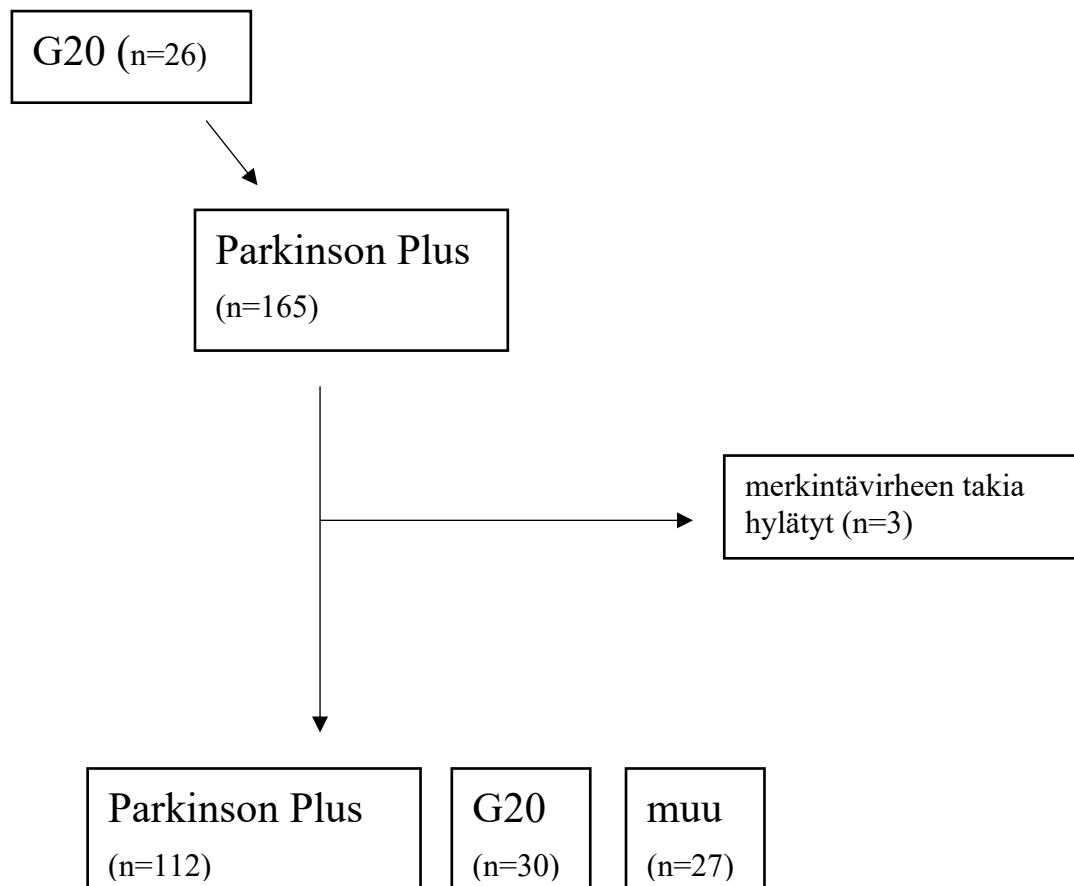 G20 (n=26)
Parkinson Plus
(n=165)
merkintävirheen takia
hylätyt (n=3)
Parkinson Plus
(n=112)
G20
(n=30)
muu
(n=27)